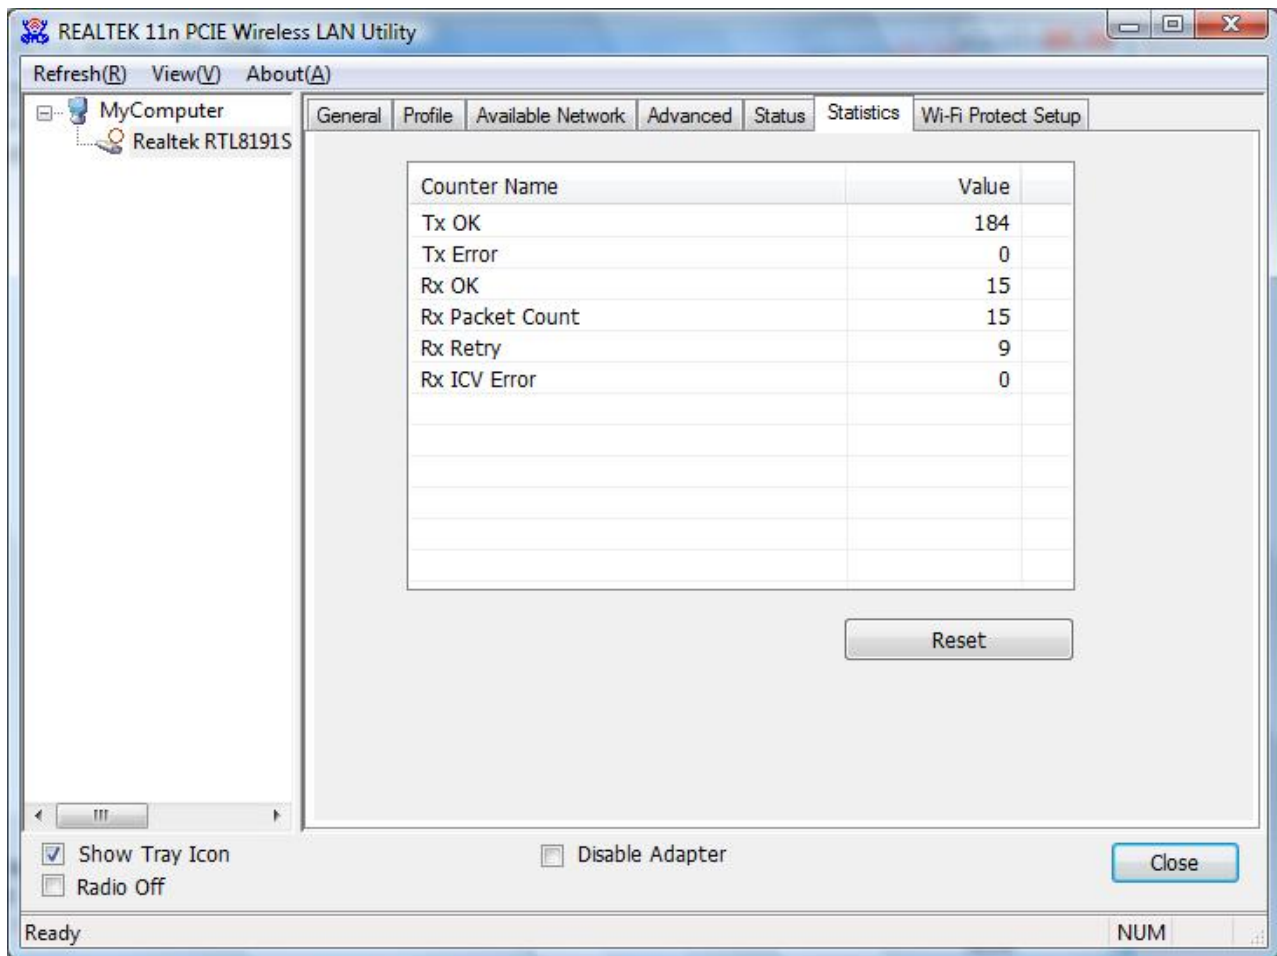 REALTEK 11n PCIE Wireless LAN Utility
Refresh(R) View(V) About(A)
MyComputer
Realtek RTL8191S
General Profile Available Network Advanced Status Statistics Wi-Fi Protect Setup
Counter Name Value
Tx OK 184
Tx Error 0
Rx OK 15
Rx Packet Count 15
Rx Retry 9
Rx ICV Error 0
Reset
Show Tray Icon Disable Adapter
Radio Off
Close
Ready NUM